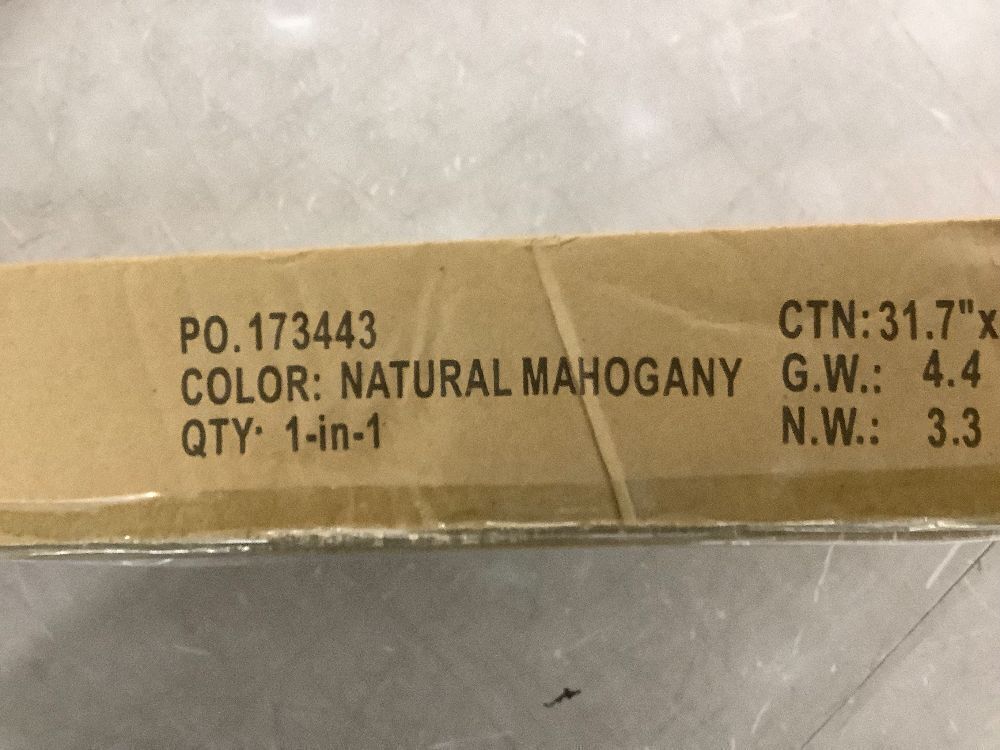 PO.173443
COLOR: NATURAL MAHOGANY
QTY: 1-in-1
CTN:31.7"x
G.W.: 4.4
N.W.: 3.3